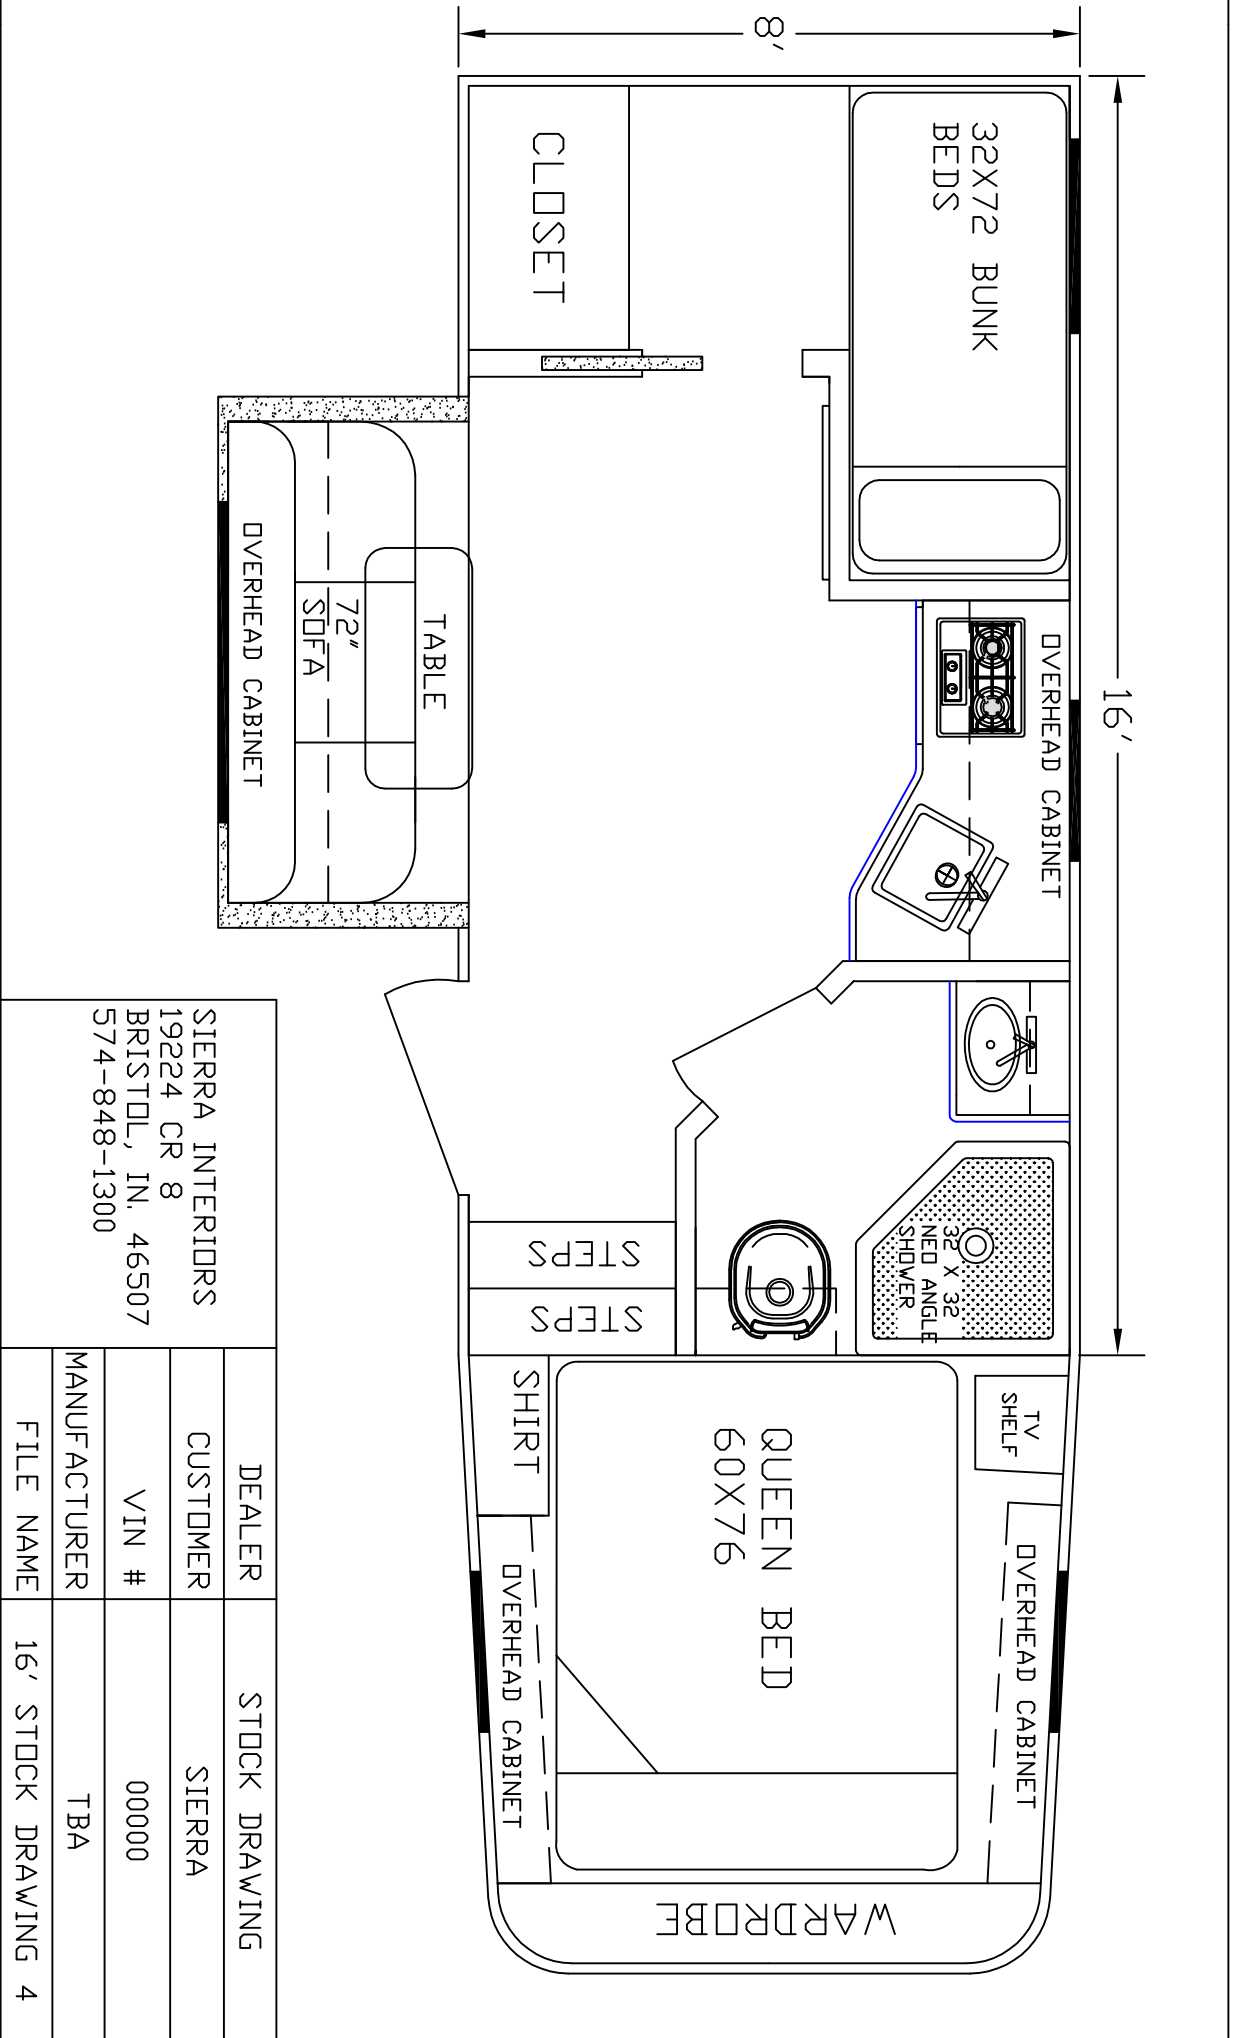 16'
8'
32X72 BUNK
BEDS
OVERHEAD CABINET
TV
SHELF
OVERHEAD CABINET
32 X 32
NEO ANGLE
SHOWER
QUEEN BED
60X76
WARDROBE
CLOSET
STEPS
STEPS
SHIRT
OVERHEAD CABINET
TABLE
72"
SOFA
OVERHEAD CABINET
SIERRA INTERIORS
19224 CR 8
BRISTOL, IN. 46507
574-848-1300
DEALER STOCK DRAWING
CUSTOMER SIERRA
VIN # 00000
MANUFACTURER TBA
FILE NAME 16' STOCK DRAWING 4